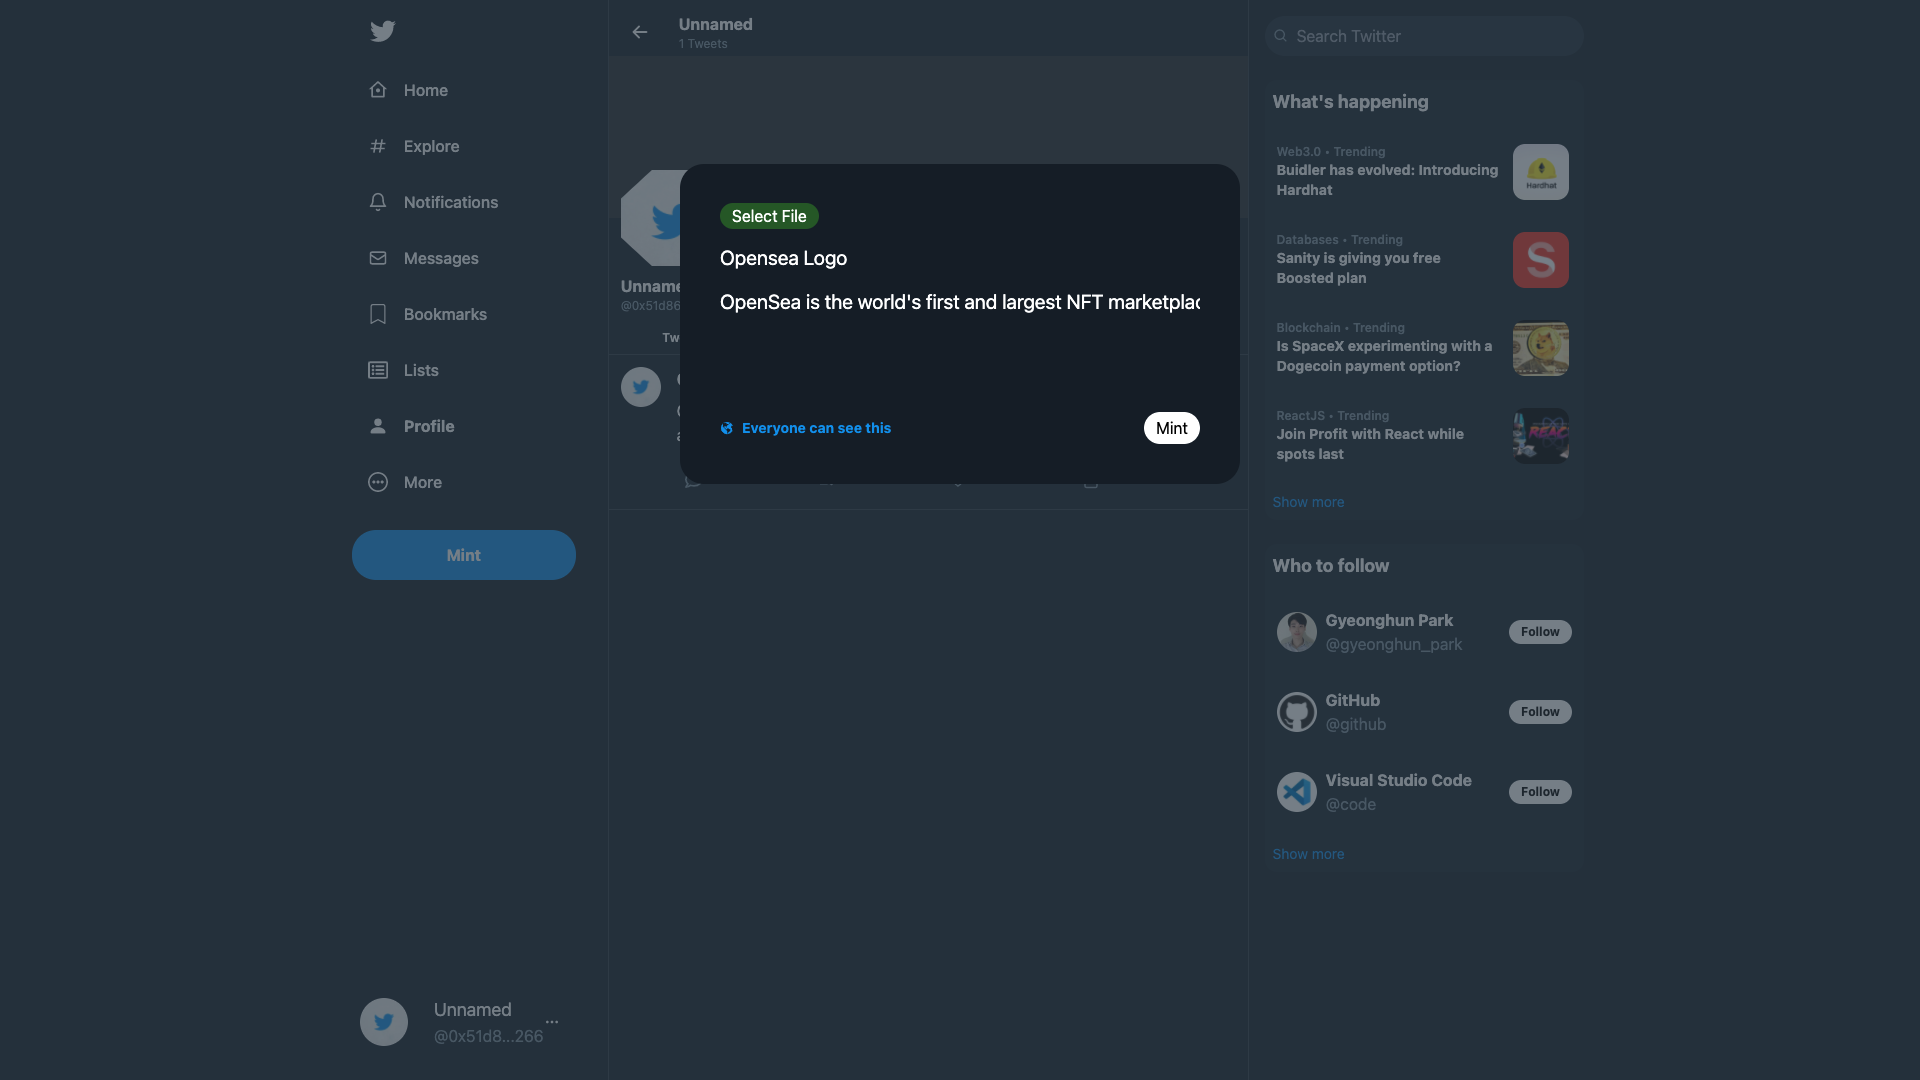 Home
Explore
Notifications
Messages
Bookmarks
Lists
Profile
More
Mint
Unnamed
@0x51d8...266
Unnamed
1 Tweets
Select File
Opensea Logo
OpenSea is the world's first and largest NFT
Everyone can see this
Mint
Search Twitter
What's happening
Web3.0 • Trending
Buidler has evolved: Introducing
Hardhat
Hardhat
Databases • Trending
Sanity is giving you free
Boosted plan
S
Blockchain • Trending
Is SpaceX experimenting with a
Dogecoin payment option?
ReactJS • Trending
Join Profit with React while
spots last
Show more
Who to follow
Gyeonghun Park
@gyeonghun_park
Follow
GitHub
@github
Follow
Visual Studio Code
@code
Follow
Show more